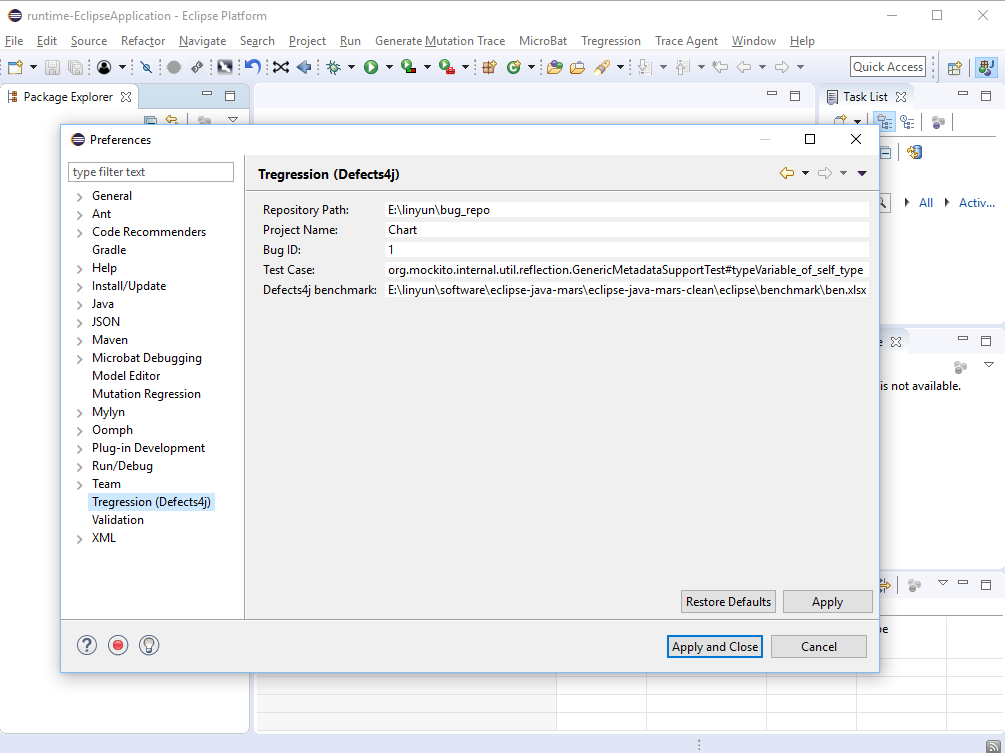 runtime-EclipseApplication - Eclipse Platform
File Edit Source Refactor Navigate Search Project Run Generate Mutation Trace MicroBat Tregression Trace Agent Window Help
Quick Access
Package Explorer
Task List
All Activ...
Preferences
type filter text
General
Ant
Code Recommenders
Gradle
Help
Install/Update
Java
JSON
Maven
Microbat Debugging
Model Editor
Mutation Regression
Mylyn
Oomph
Plug-in Development
Run/Debug
Team
Tregression (Defects4j)
Validation
XML
Tregression (Defects4j)
Repository Path: E:\linyun\bug_repo
Project Name: Chart
Bug ID: 1
Test Case: org.mockito.internal.util.reflection.GenericMetadataSupportTest#typeVariable_of_self_type
Defects4j benchmark: E:\linyun\software\eclipse-java-mars\eclipse-java-mars-clean\eclipse\benchmark\ben.xlsx
Restore Defaults Apply
Apply and Close Cancel
is not available.